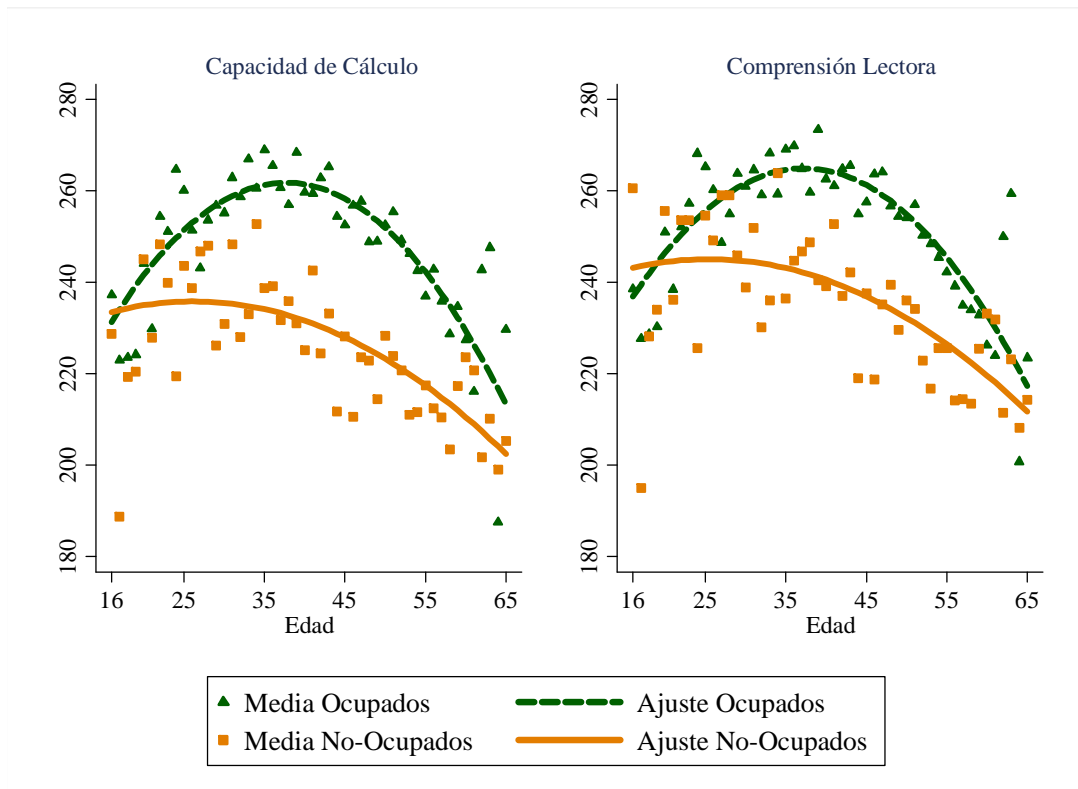 Capacidad de Cálculo
280
260
240
220
200
180
16 25 35 45 55 65
Edad
Comprensión Lectora
280
260
240
220
200
180
16 25 35 45 55 65
Edad
Media Ocupados
Ajuste Ocupados
Media No-Ocupados
Ajuste No-Ocupados